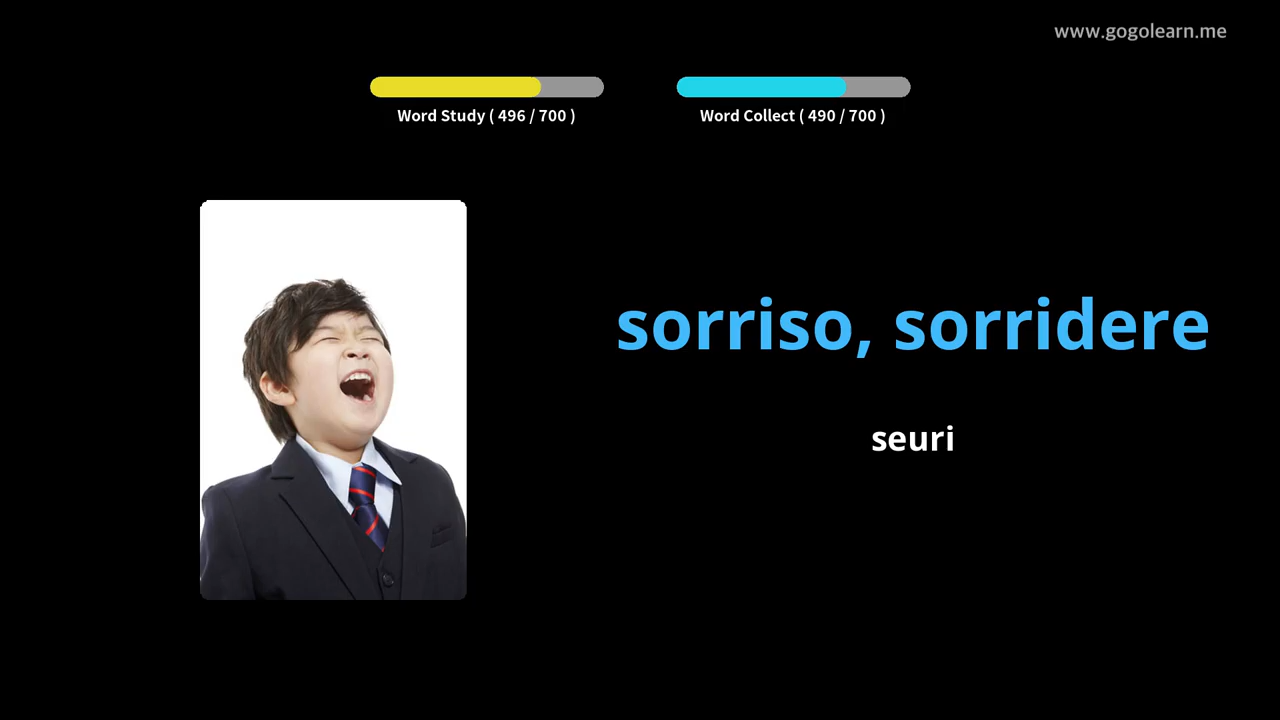 www.gogolearn.me
Word Study ( 496 / 700 )
Word Collect ( 490 / 700 )
sorriso, sorridere
seuri